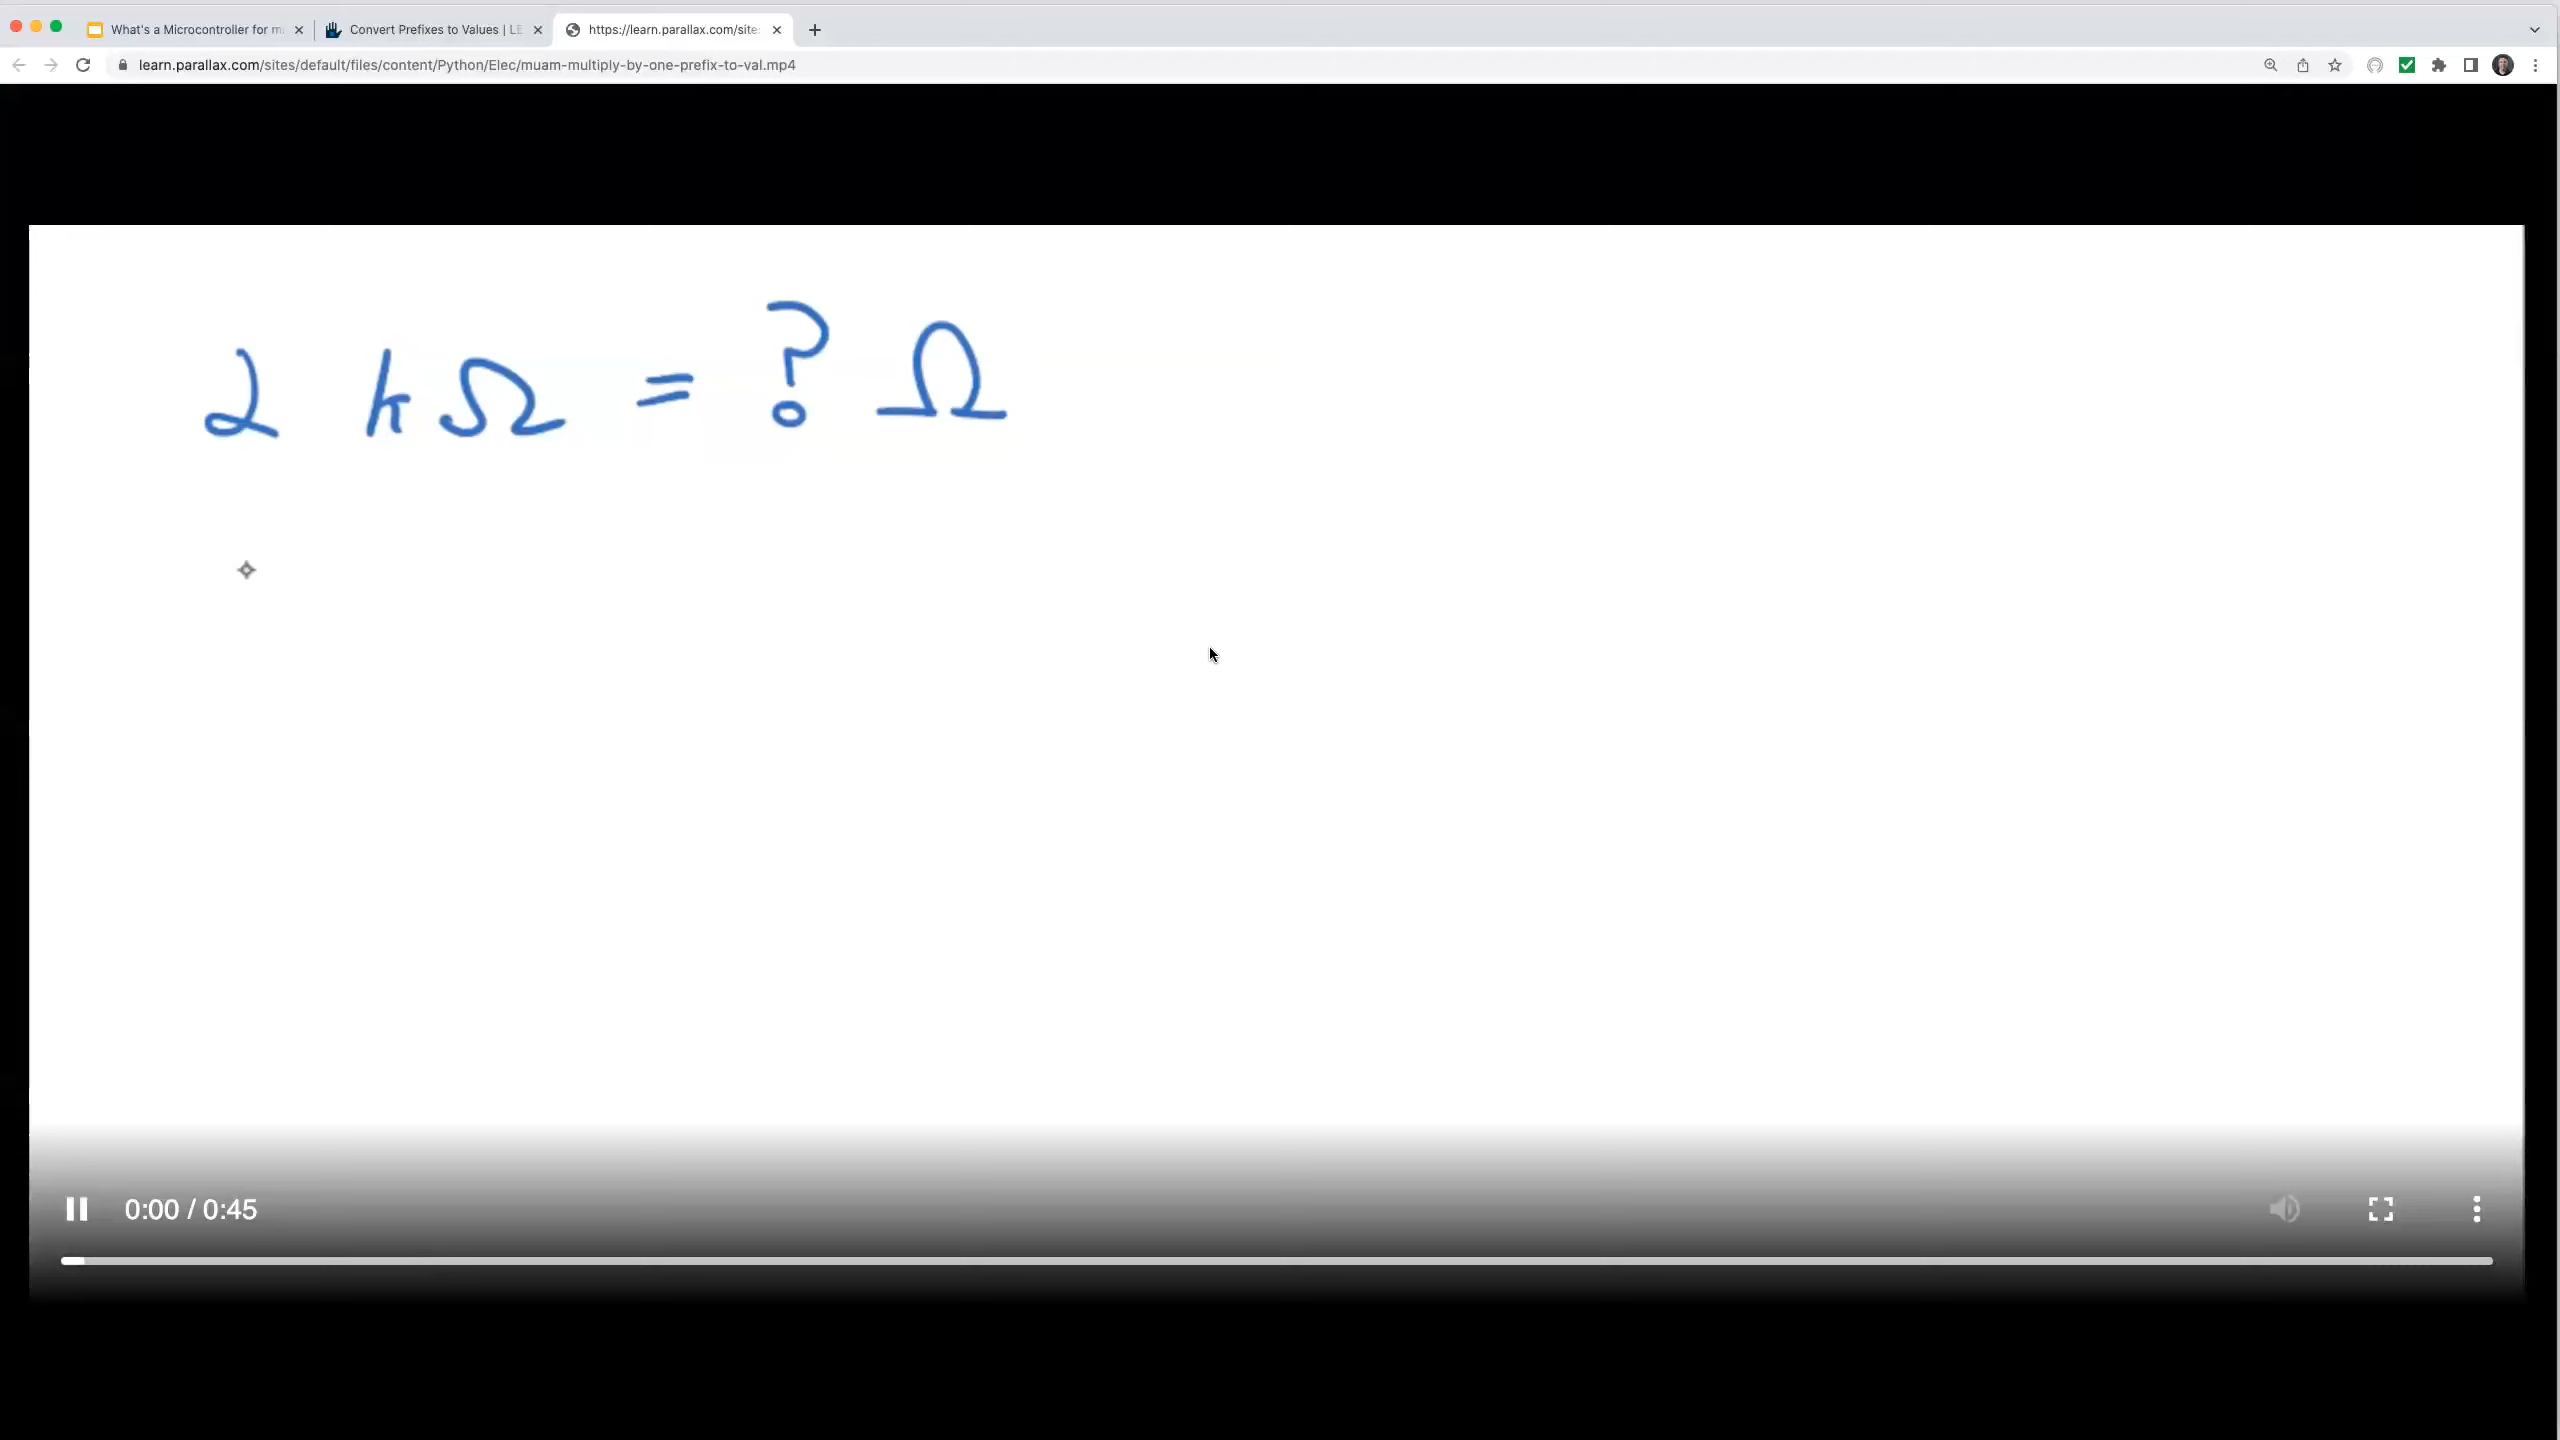 What's a Microcontroller for m
Convert Prefixes to Values | LE
https://learn.parallax.com/site
learn.parallax.com/sites/default/files/content/Python/Elec/muam-multiply-by-one-prefix-to-val.mp4
2 kΩ = ? Ω
0:00 / 0:45